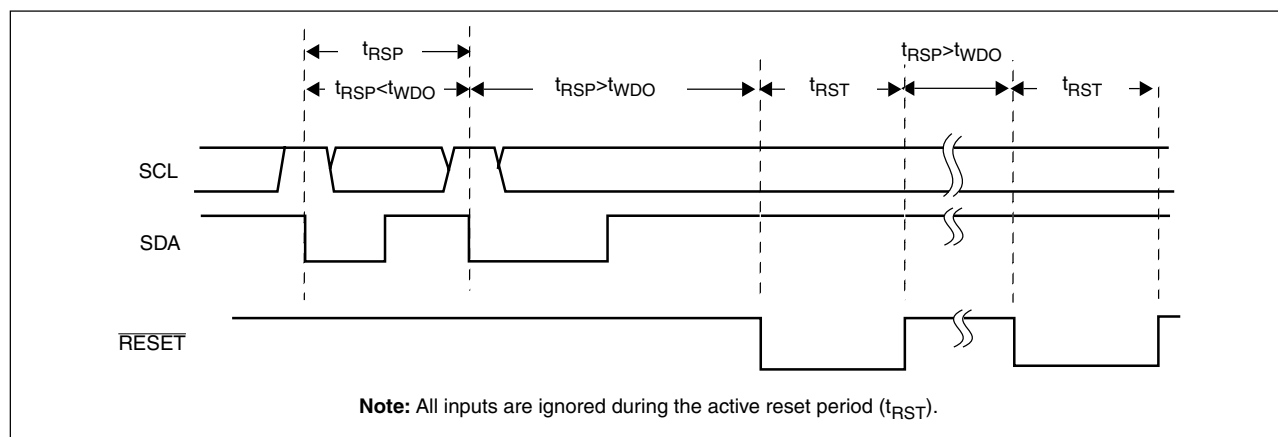 tRSP
tRSP<tWDO
tRSP>tWDO
tRST
tRSP>tWDO
tRST
SCL
SDA
RESET
Note: All inputs are ignored during the active reset period (tRST).